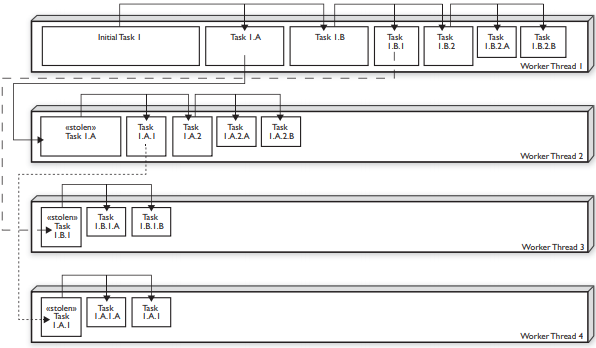 Initial Task 1
Task
1.A
Task 1.B
Task
1.B.1
Task
1.B.2
Task
1.B.2.A
Task
1.B.2.B
Worker Thread 1
«stolen»
Task 1.A
Task
1.A.1
Task
1.A.2
Task
1.A.2.A
Task
1.A.2.B
Worker Thread 2
«stolen»
Task
1.B.1
Task
1.B.1.A
Task
1.B.1.B
Worker Thread 3
«stolen»
Task
1.A.1
Task
1.A.1.A
Task
1.A.1
Worker Thread 4